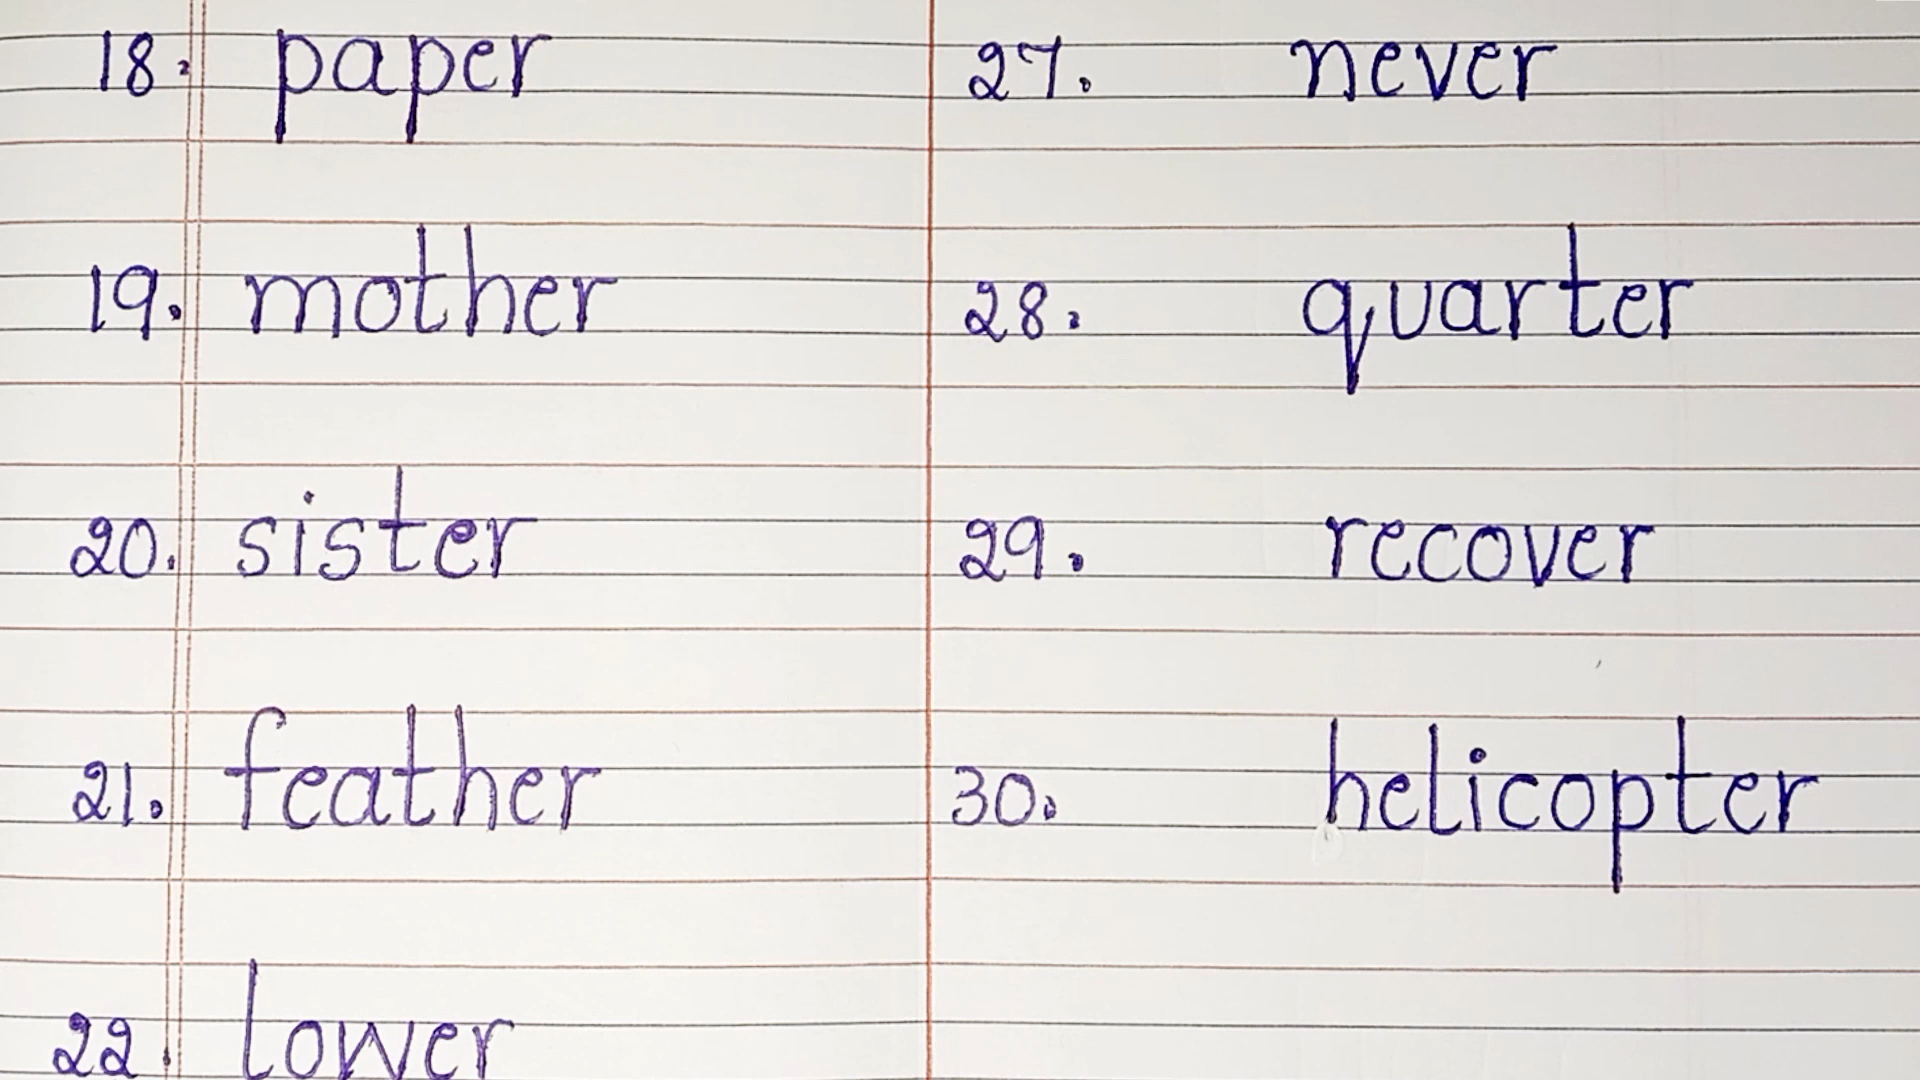 18. paper
19. mother
20. sister
21. feather
22. lower
27. never
28. quarter
29. recover
30. helicopter